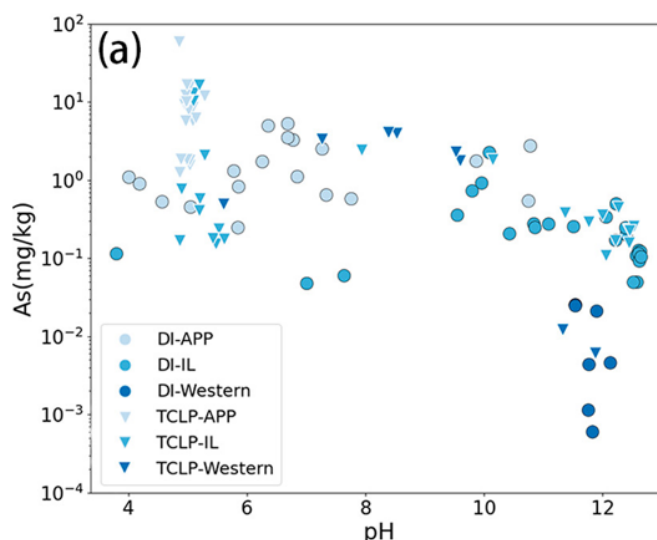 (a)
As(mg/kg)
10²
10¹
10⁰
10⁻¹
10⁻²
10⁻³
10⁻⁴
DI-APP
DI-IL
DI-Western
TCLP-APP
TCLP-IL
TCLP-Western
4 6 8 10 12
pH